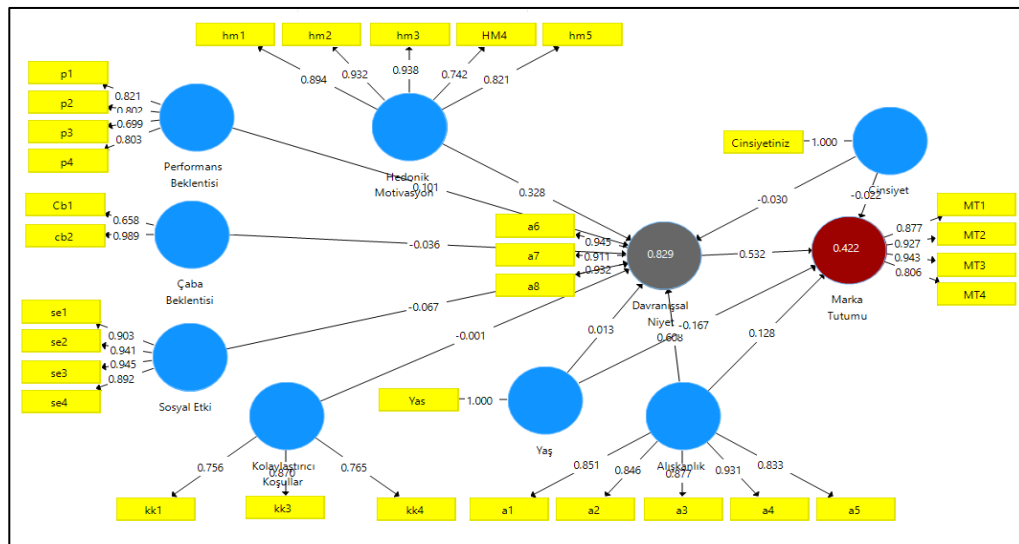 hm1
hm2
hm3
HM4
hm5
0.894
0.932
0.938
0.742
0.821
p1
p2
p3
p4
0.821
0.802
0.699
0.803
Performans
Beklentisi
Hedonik
Motivasyon
0.101
0.328
Cinsiyetiniz
1.000
Cinsiyet
-0.030
-0.022
Cb1
cb2
0.658
0.989
Çaba
Beklentisi
-0.036
a6
a7
a8
0.945
0.911
0.932
0.829
Davranışsal
Niyet
0.532
0.422
Marka
Tutumu
MT1
MT2
MT3
MT4
0.877
0.927
0.943
0.806
se1
se2
se3
se4
0.903
0.941
0.945
0.892
Sosyal Etki
-0.067
-0.001
0.013
-0.167
0.608
0.128
Yas
1.000
Yaş
Kolaylaştırıcı
Koşullar
0.756
0.870
0.765
kk1
kk3
kk4
Alışkanlık
0.851
0.846
0.877
0.931
0.833
a1
a2
a3
a4
a5